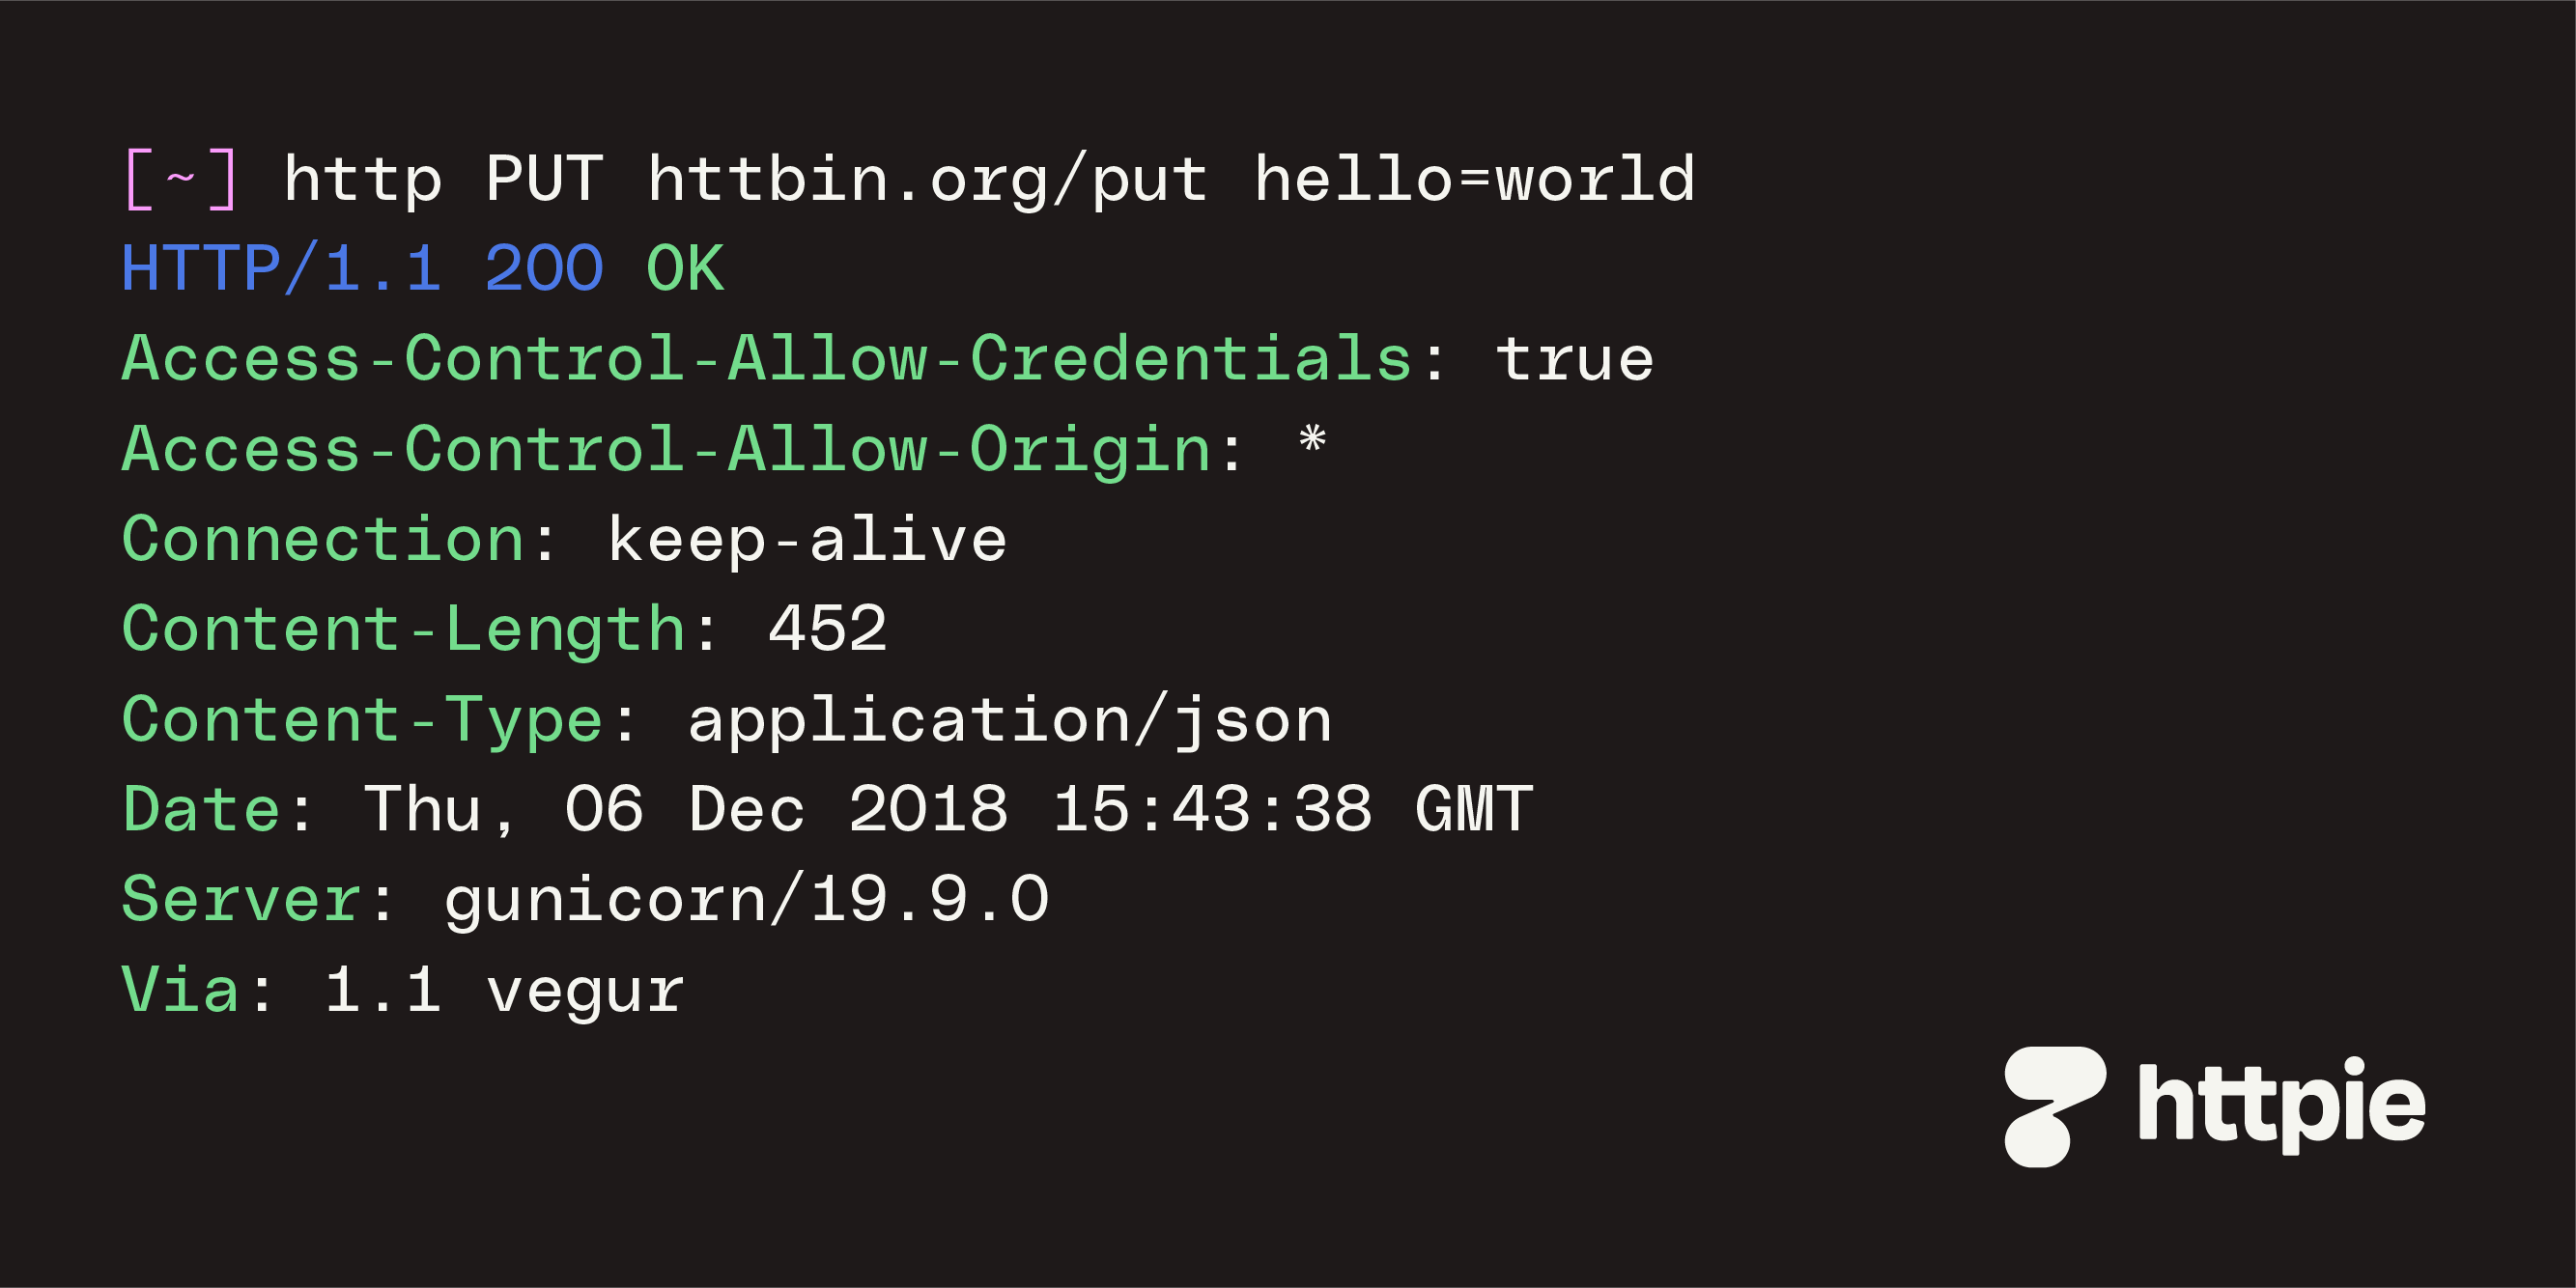 [~] http PUT httbin.org/put hello=world
HTTP/1.1 200 OK
Access-Control-Allow-Credentials: true
Access-Control-Allow-Origin: *
Connection: keep-alive
Content-Length: 452
Content-Type: application/json
Date: Thu, 06 Dec 2018 15:43:38 GMT
Server: gunicorn/19.9.0
Via: 1.1 vegur
httpie